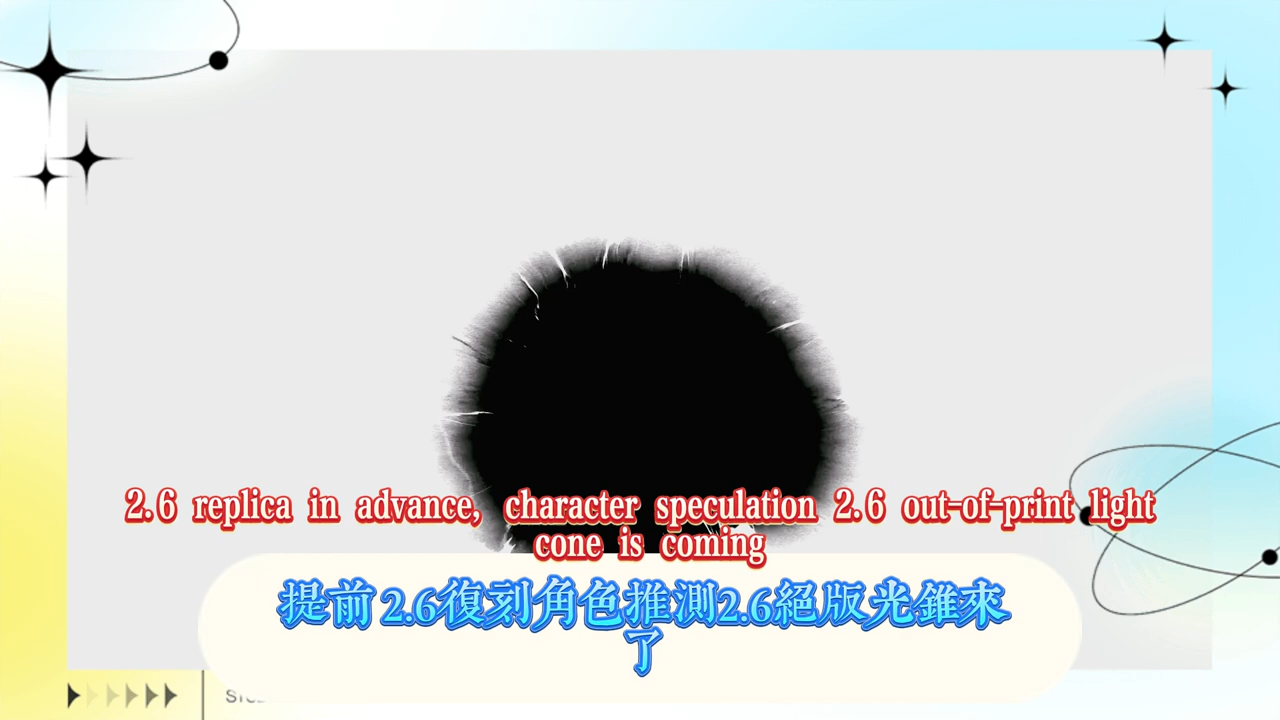 2.6 replica in advance, character speculation 2.6 out-of-print light
cone is coming
提前2.6復刻角色推測2.6絕版光錐來
了